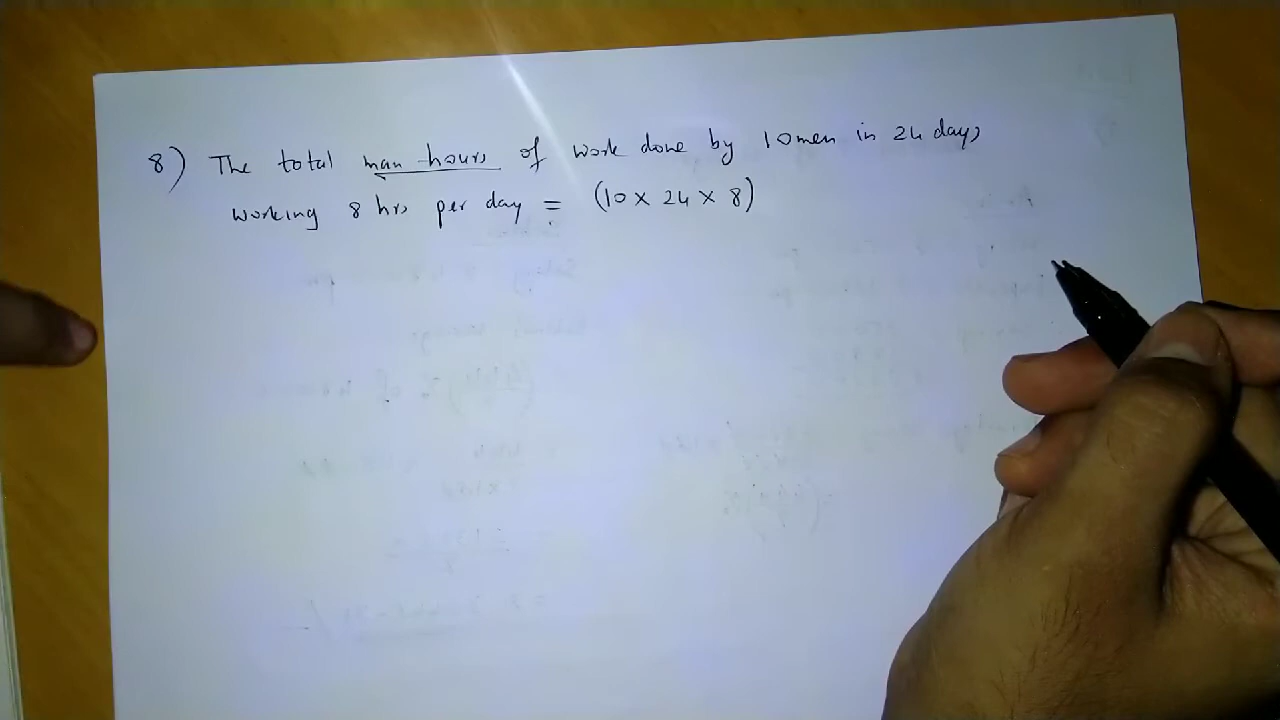 8) The total man hours of work done by 10men in 24 days
working 8 hrs per day = (10 x 24 x 8)